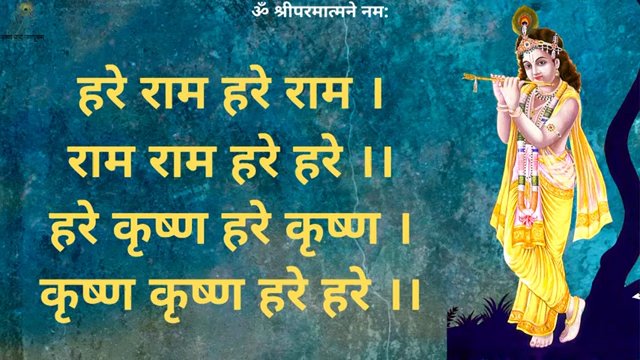 ॐ श्रीपरमात्मने नम:
हरे राम हरे राम ।
राम राम हरे हरे ।।
हरे कृष्ण हरे कृष्ण ।
कृष्ण कृष्ण हरे हरे ।।